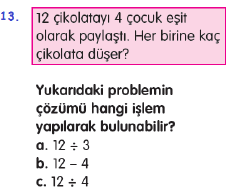 13. 12 çikolatayı 4 çocuk eşit
olarak paylaştı. Her birine kaç
çikolata düşer?
Yukarıdaki problemin
çözümü hangi işlem
yapılarak bulunabilir?
a. 12 ÷ 3
b. 12 – 4
c. 12 ÷ 4